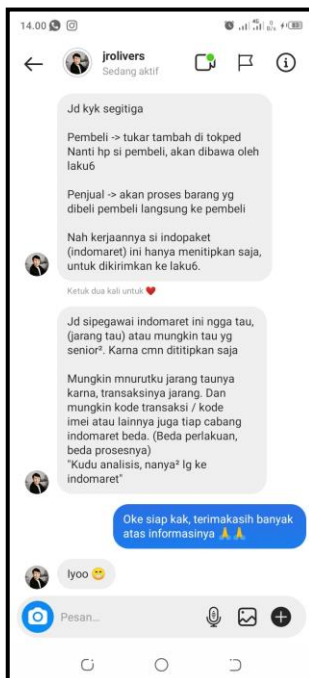 14.00
jrolivers
Sedang aktif
Jd kyk segitiga
Pembeli -> tukar tambah di tokped
Nanti hp si pembeli, akan dibawa oleh
laku6
Penjual -> akan proses barang yg
dibeli pembeli langsung ke pembeli
Nah kerjaannya si indopaket
(indomaret) ini hanya menitipkan saja,
untuk dikirimkan ke laku6.
Ketuk dua kali untuk ❤️
Jd sipegawai indomaret ini ngga tau,
(jarang tau) atau mungkin tau yg
senior². Karna cmn dititipkan saja
Mungkin mnurutku jarang taunya
karna, transaksinya jarang. Dan
mungkin kode transaksi / kode
imei atau lainnya juga tiap cabang
indomaret beda. (Beda perlakuan,
beda prosesnya)
"Kudu analisis, nanya² lg ke
indomaret"
Oke siap kak, terimakasih banyak
atas informasinya 🙏🙏
Iyoo 😁
Pesan...